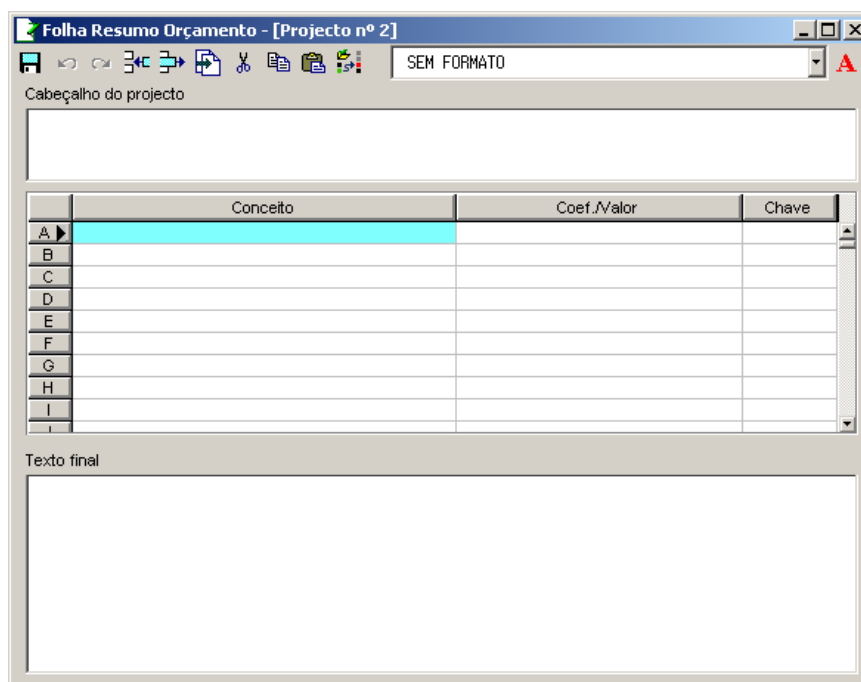 Folha Resumo Orçamento - [Projecto nº 2]
SEM FORMATO
A
Cabeçalho do projecto
Conceito Coef./Valor Chave
A
B
C
D
E
F
G
H
I
Texto final